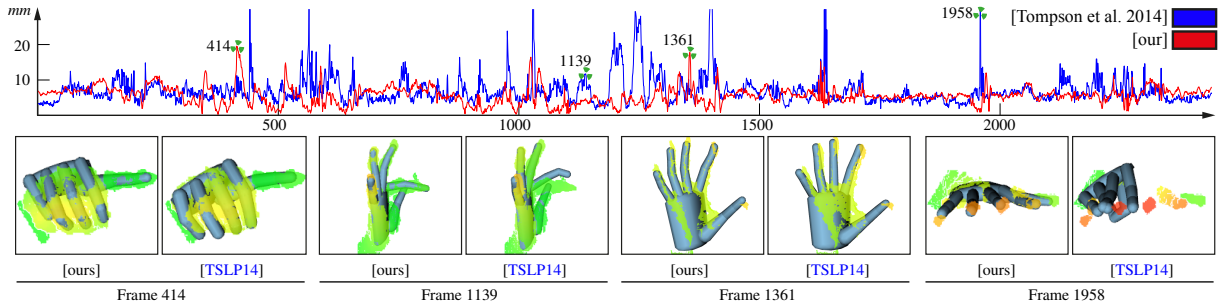 mm
20
10
414
1139
1361
1958
[Tompson et al. 2014]
[our]
500
1000
1500
2000
[ours]
[TSLP14]
[ours]
[TSLP14]
[ours]
[TSLP14]
[ours]
[TSLP14]
Frame 414
Frame 1139
Frame 1361
Frame 1958